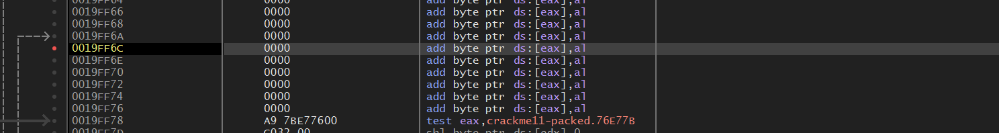 0019FF64 0000 add byte ptr ds:[eax],al
0019FF66 0000 add byte ptr ds:[eax],al
0019FF68 0000 add byte ptr ds:[eax],al
0019FF6A 0000 add byte ptr ds:[eax],al
0019FF6C 0000 add byte ptr ds:[eax],al
0019FF6E 0000 add byte ptr ds:[eax],al
0019FF70 0000 add byte ptr ds:[eax],al
0019FF72 0000 add byte ptr ds:[eax],al
0019FF74 0000 add byte ptr ds:[eax],al
0019FF76 0000 add byte ptr ds:[eax],al
0019FF78 A9 7BE77600 test eax,crackme11-packed.76E77B
0019FF7D C032 00 shl byte ptr ds:[edx],0